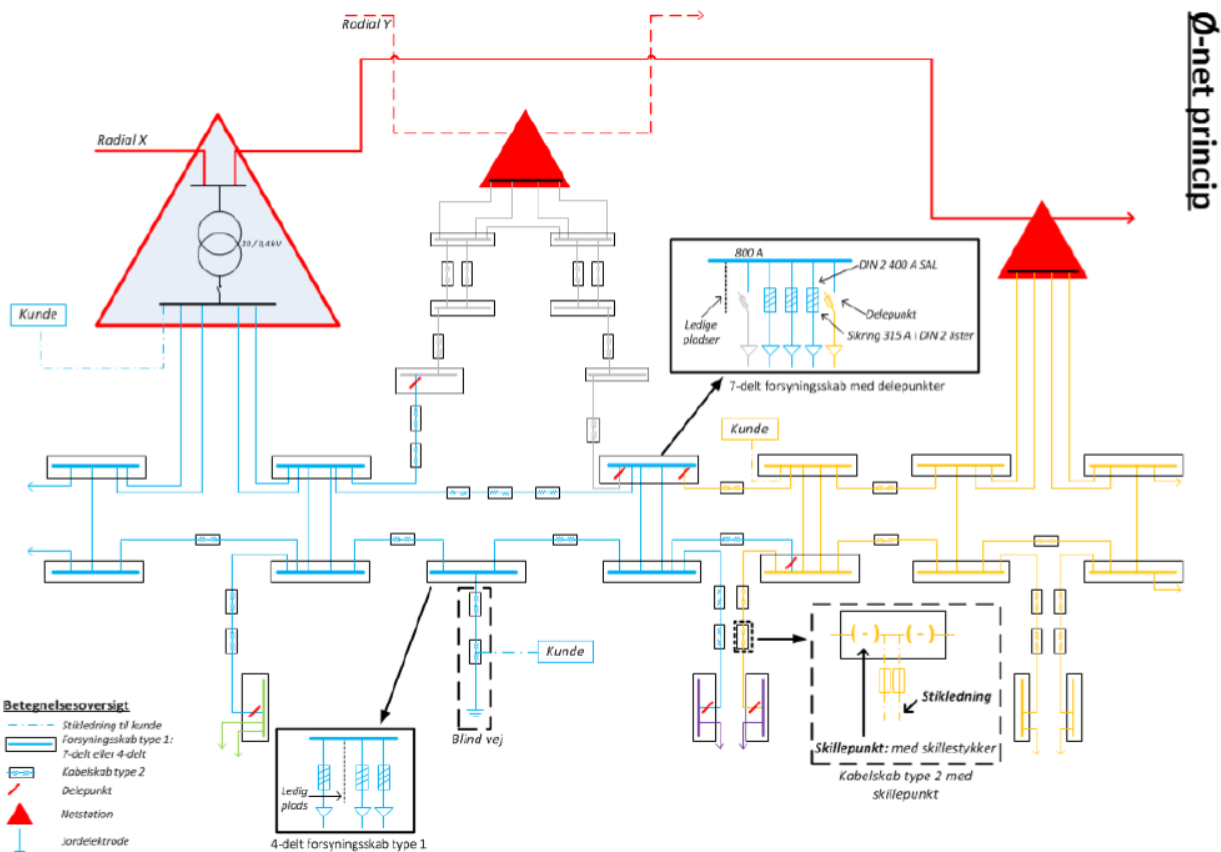 Ø-net princip
Radial Y
Radial X
10 / 0,4 kV
Kunde
800 A
DIN 2 400 A SAL
Ledige
pladser
Delepunkt
Sikring 315 A i DIN 2 lister
7-delt forsyningsskab med delepunkter
Kunde
Kunde
Blind vej
(-)
(-)
Stikledning
Skillepunkt: med skillestykker
Kabelskab type 2 med
skillepunkt
Ledig
plads
4-delt forsyningsskab type 1
Betegnelsesoversigt
Stikledning til kunde
Forsyningsskab type 1:
7-delt eller 4-delt
Kabelskab type 2
Delepunkt
Netstation
Jordelektrode